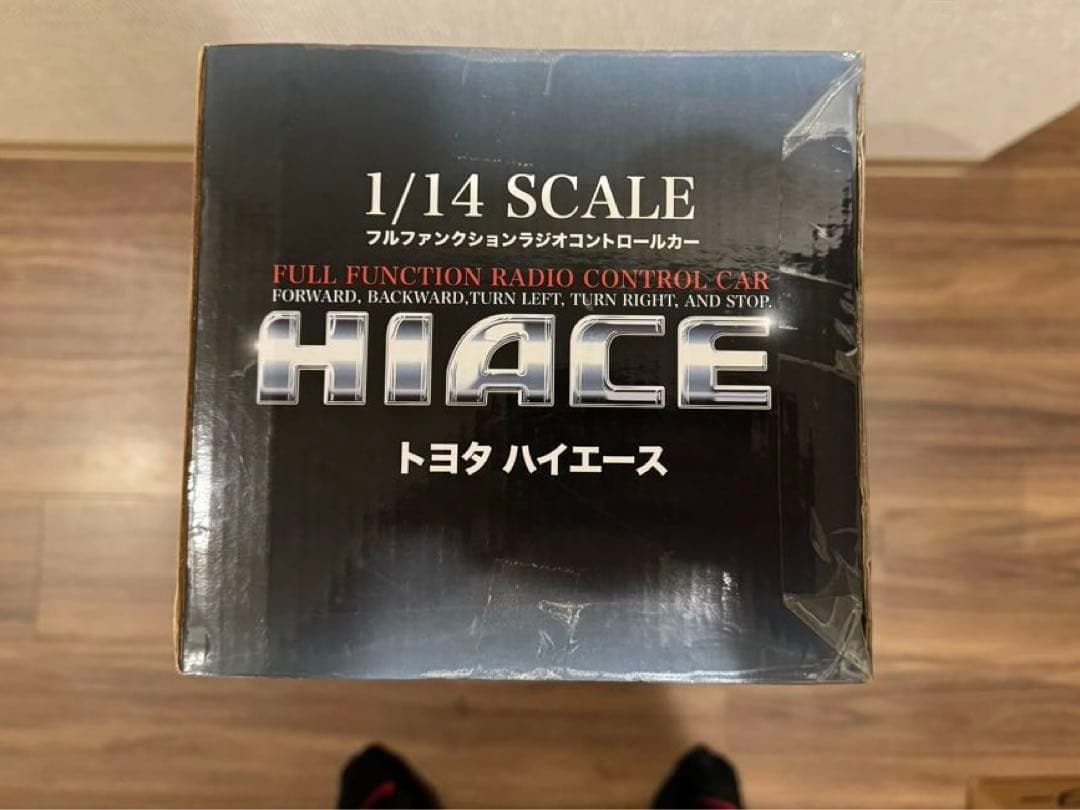 1/14 SCALE
フルファンクションラジオコントロールカー
FULL FUNCTION RADIO CONTROL CAR
FORWARD, BACKWARD,TURN LEFT, TURN RIGHT, AND STOP.
HIACE
トヨタ ハイエース